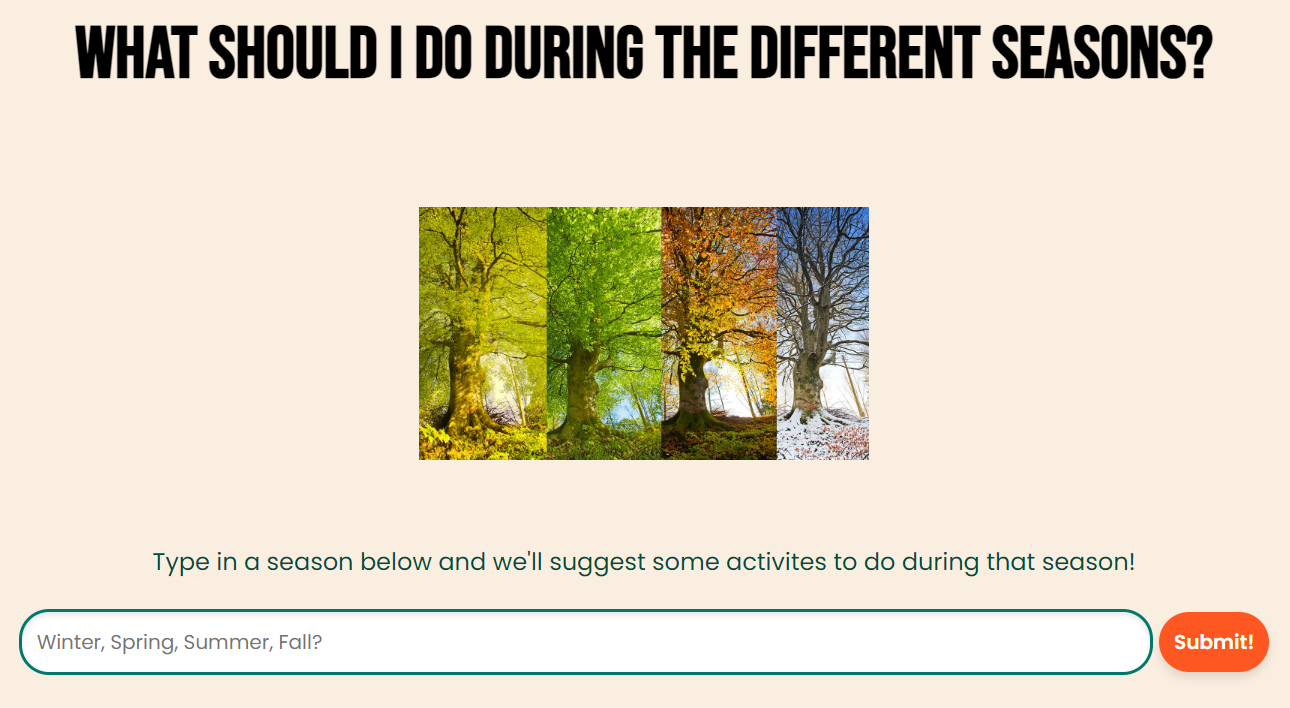 WHAT SHOULD I DO DURING THE DIFFERENT SEASONS?
Type in a season below and we'll suggest some activites to do during that season!
Winter, Spring, Summer, Fall?
Submit!